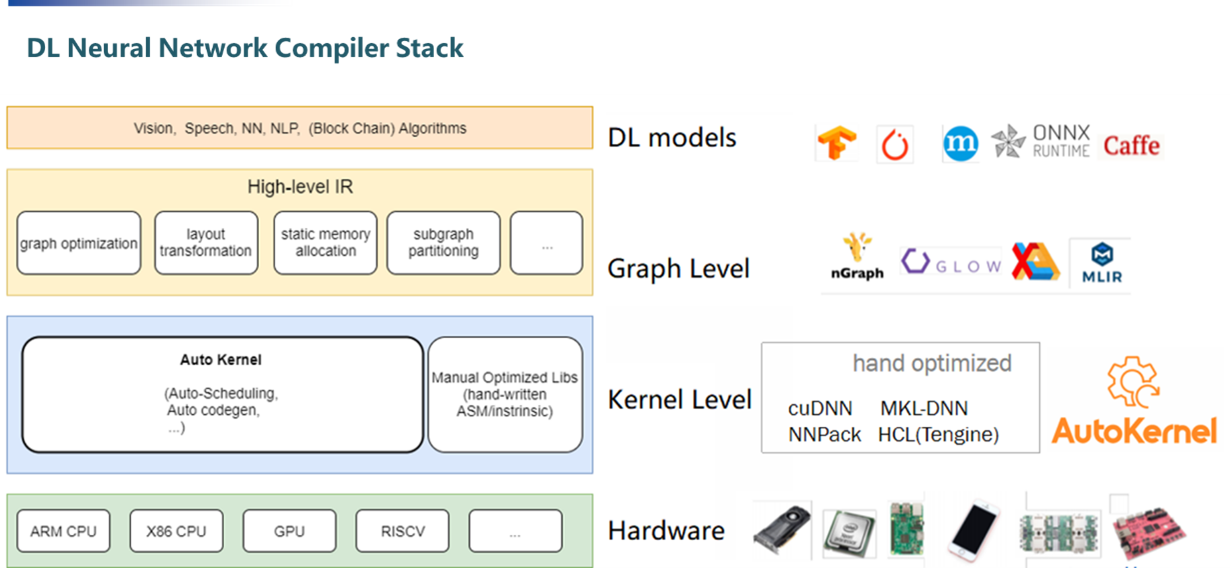 DL Neural Network Compiler Stack
Vision, Speech, NN, NLP, (Block Chain) Algorithms
DL models
m
ONNX
RUNTIME
Caffe
High-level IR
graph optimization
layout
transformation
static memory
allocation
subgraph
partitioning
...
Graph Level
nGraph
GLOW
MLIR
Auto Kernel
(Auto-Scheduling,
Auto codegen,
...)
Manual Optimized Libs
(hand-written
ASM/instrinsic)
Kernel Level
hand optimized
cuDNN MKL-DNN
NNPack HCL(Tengine)
AutoKernel
ARM CPU
X86 CPU
GPU
RISCV
...
Hardware